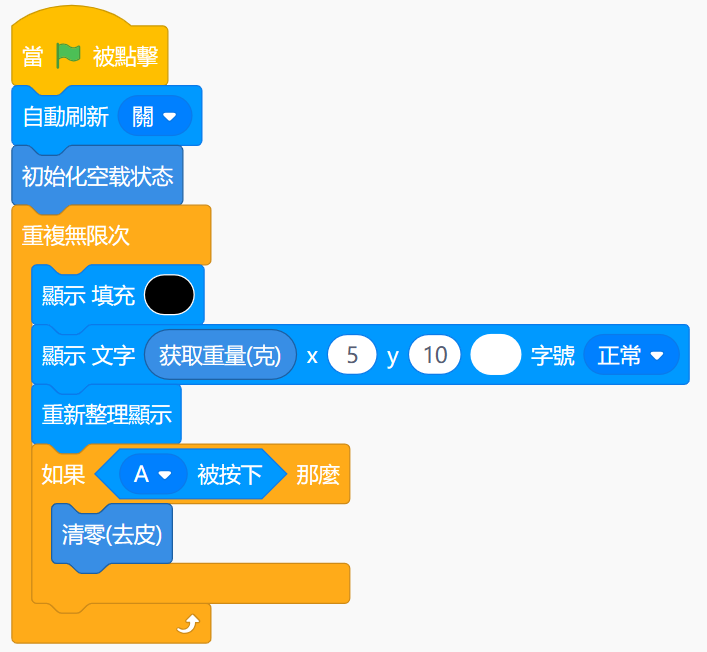 當 被點擊
自動刷新 關
初始化空载状态
重複無限次
顯示 填充
顯示 文字 获取重量(克) x 5 y 10 字號 正常
重新整理顯示
如果 A 被按下 那麼
清零(去皮)